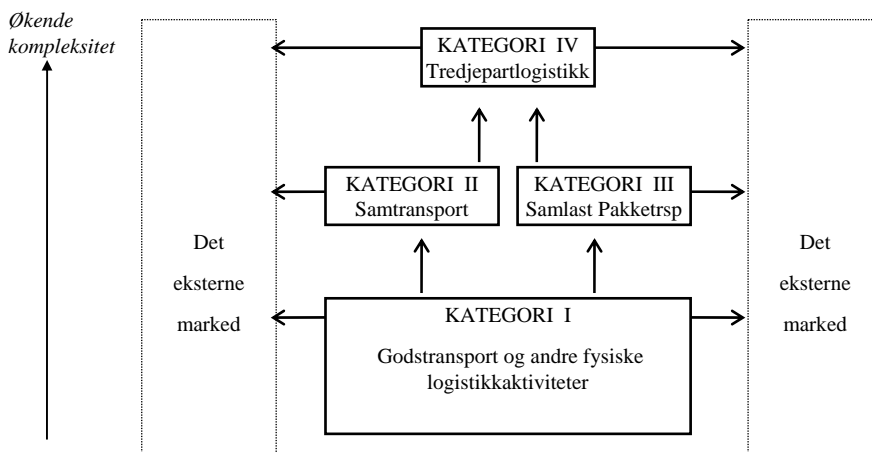 Økende
kompleksitet
KATEGORI IV
Tredjepartlogistikk
KATEGORI II
Samtransport
KATEGORI III
Samlast Pakketrsp
Det
eksterne
marked
Det
eksterne
marked
KATEGORI I
Godstransport og andre fysiske
logistikkaktiviteter